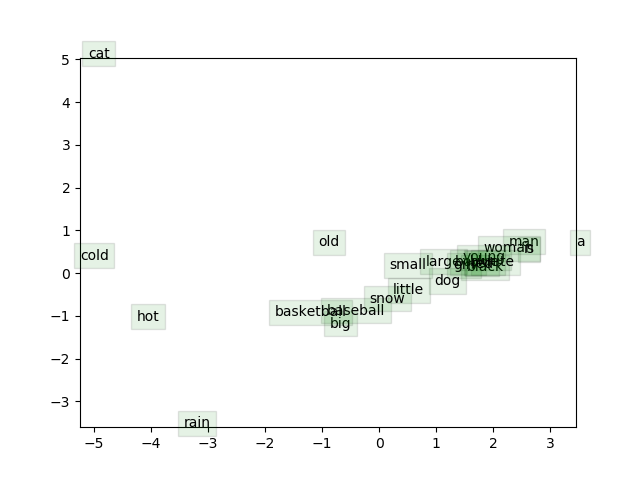 cat
5
4
3
2
1
0
−1
−2
−3
cold
hot
rain
old
small
large
little
snow
dog
basketball
baseball
big
man
woman
young
black
a
−5 −4 −3 −2 −1 0 1 2 3